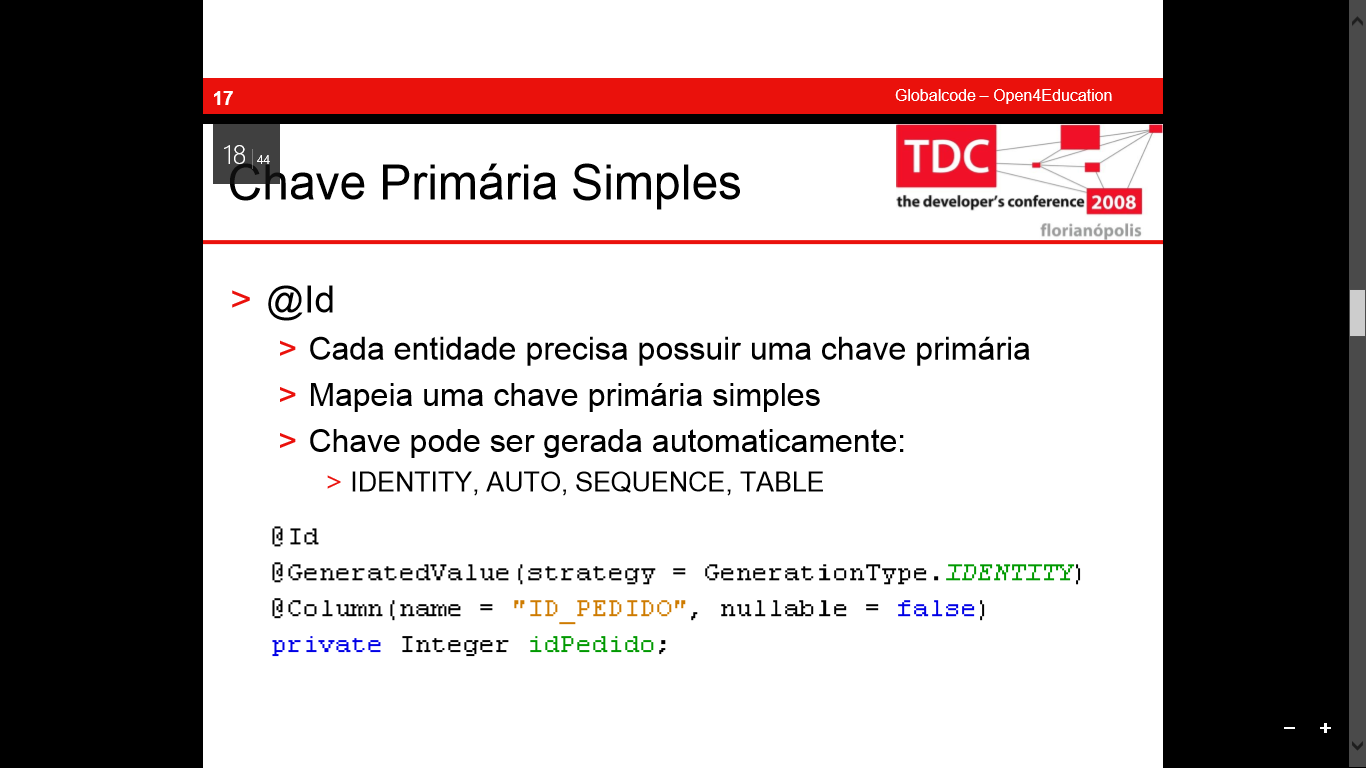 17
Globalcode – Open4Education
18 | 44
Chave Primária Simples
TDC
the developer's conference 2008
florianópolis
> @Id
> Cada entidade precisa possuir uma chave primária
> Mapeia uma chave primária simples
> Chave pode ser gerada automaticamente:
> IDENTITY, AUTO, SEQUENCE, TABLE
@Id
@GeneratedValue(strategy = GenerationType.IDENTITY)
@Column(name = "ID_PEDIDO", nullable = false)
private Integer idPedido;